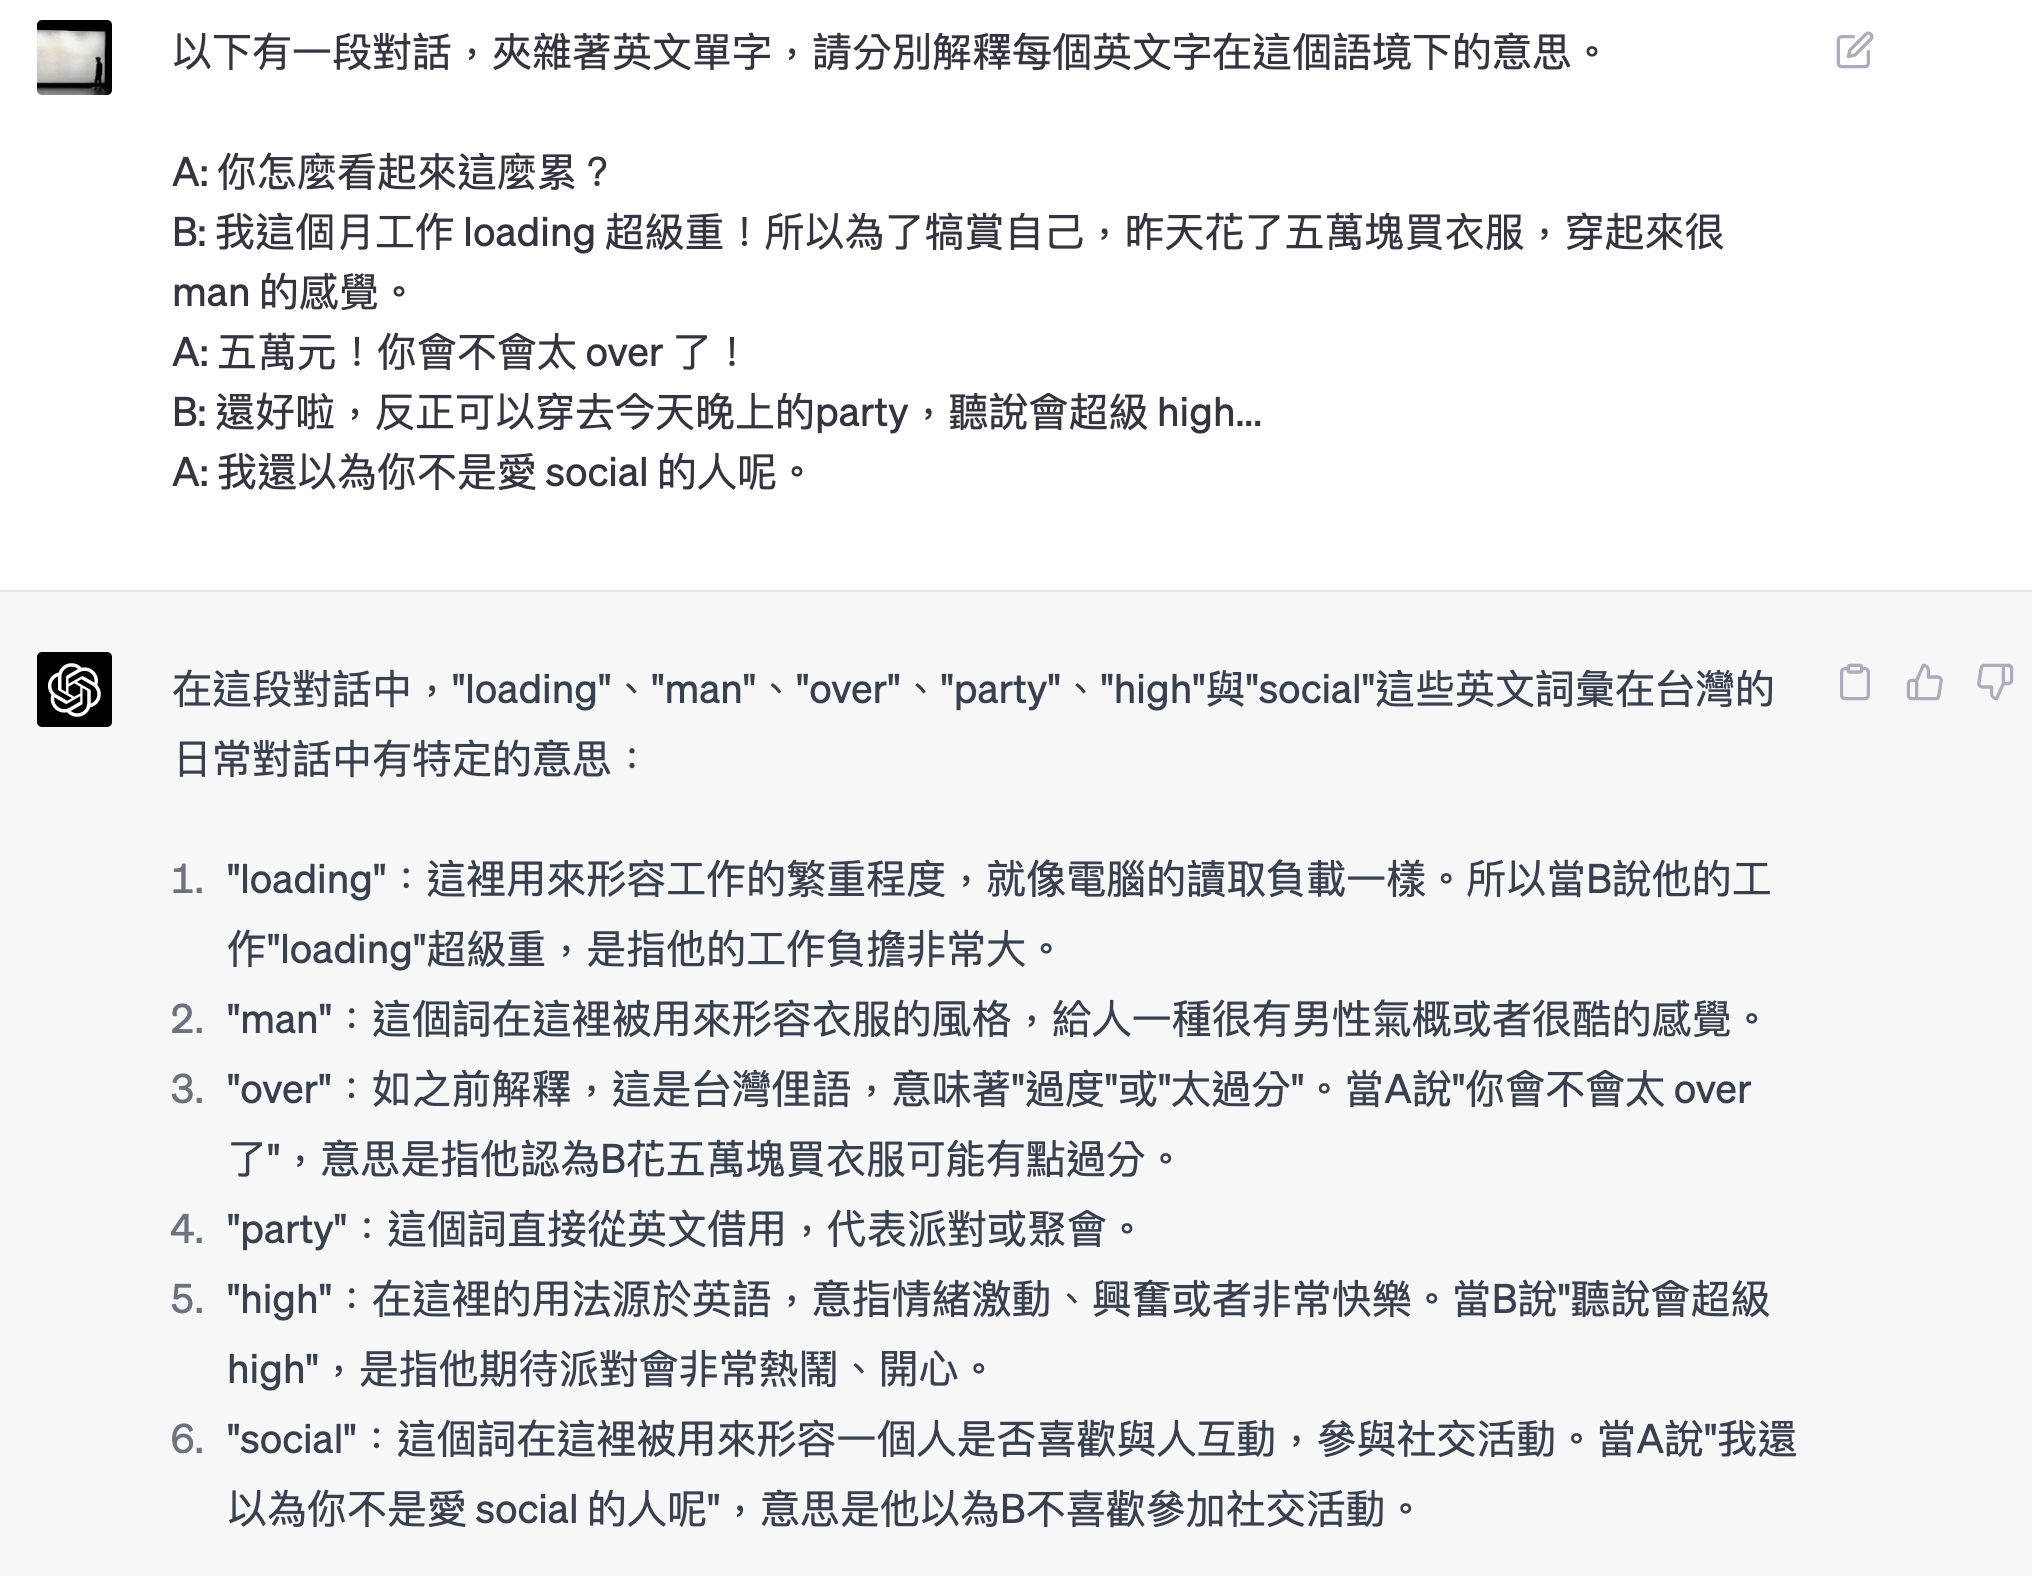 以下有一段對話，夾雜著英文單字，請分別解釋每個英文字在這個語境下的意思。
A: 你怎麼看起來這麼累？
B: 我這個月工作 loading 超級重！所以為了犒賞自己，昨天花了五萬塊買衣服，穿起來很
man 的感覺。
A: 五萬元！你會不會太 over 了！
B: 還好啦，反正可以穿去今天晚上的party，聽說會超級 high...
A: 我還以為你不是愛 social 的人呢。
在這段對話中，"loading"、"man"、"over"、"party"、"high"與"social"這些英文詞彙在台灣的
日常對話中有特定的意思：
1. "loading"：這裡用來形容工作的繁重程度，就像電腦的讀取負載一樣。所以當B說他的工
作"loading"超級重，是指他的工作負擔非常大。
2. "man"：這個詞在這裡被用來形容衣服的風格，給人一種很有男性氣概或者很酷的感覺。
3. "over"：如之前解釋，這是台灣俚語，意味著"過度"或"太過分"。當A說"你會不會太 over
了"，意思是指他認為B花五萬塊買衣服可能有點過分。
4. "party"：這個詞直接從英文借用，代表派對或聚會。
5. "high"：在這裡的用法源於英語，意指情緒激動、興奮或者非常快樂。當B說"聽說會超級
high"，是指他期待派對會非常熱鬧、開心。
6. "social"：這個詞在這裡被用來形容一個人是否喜歡與人互動，參與社交活動。當A說"我還
以為你不是愛 social 的人呢"，意思是他以為B不喜歡參加社交活動。